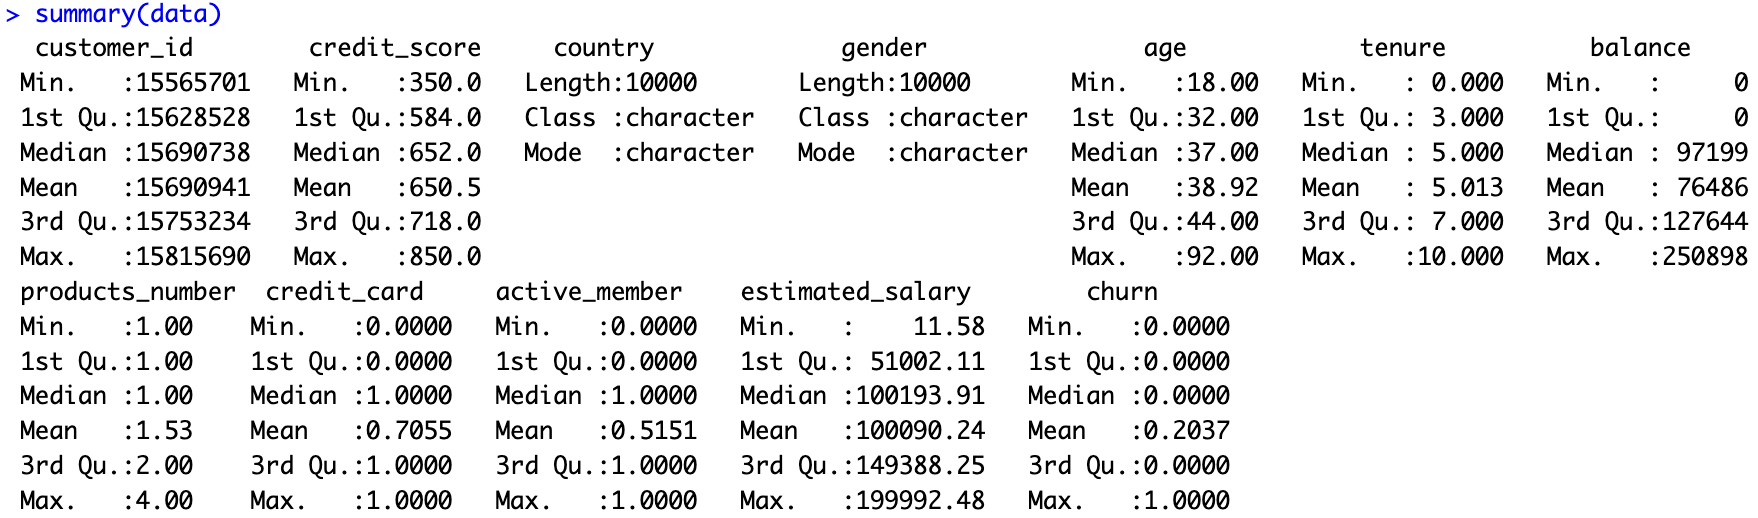 > summary(data)
  customer_id       credit_score     country             gender               age            tenure          balance
 Min.   :15565701   Min.   :350.0   Length:10000       Length:10000       Min.   :18.00   Min.   : 0.000   Min.   :     0
 1st Qu.:15628528   1st Qu.:584.0   Class :character   Class :character   1st Qu.:32.00   1st Qu.: 3.000   1st Qu.:     0
 Median :15690738   Median :652.0   Mode  :character   Mode  :character   Median :37.00   Median : 5.000   Median : 97199
 Mean   :15690941   Mean   :650.5                                         Mean   :38.92   Mean   : 5.013   Mean   : 76486
 3rd Qu.:15753234   3rd Qu.:718.0                                         3rd Qu.:44.00   3rd Qu.: 7.000   3rd Qu.:127644
 Max.   :15815690   Max.   :850.0                                         Max.   :92.00   Max.   :10.000   Max.   :250898
 products_number  credit_card     active_member    estimated_salary        churn
 Min.   :1.00    Min.   :0.0000   Min.   :0.0000   Min.   :    11.58   Min.   :0.0000
 1st Qu.:1.00    1st Qu.:0.0000   1st Qu.:0.0000   1st Qu.: 51002.11   1st Qu.:0.0000
 Median :1.00    Median :1.0000   Median :1.0000   Median :100193.91   Median :0.0000
 Mean   :1.53    Mean   :0.7055   Mean   :0.5151   Mean   :100090.24   Mean   :0.2037
 3rd Qu.:2.00    3rd Qu.:1.0000   3rd Qu.:1.0000   3rd Qu.:149388.25   3rd Qu.:0.0000
 Max.   :4.00    Max.   :1.0000   Max.   :1.0000   Max.   :199992.48   Max.   :1.0000